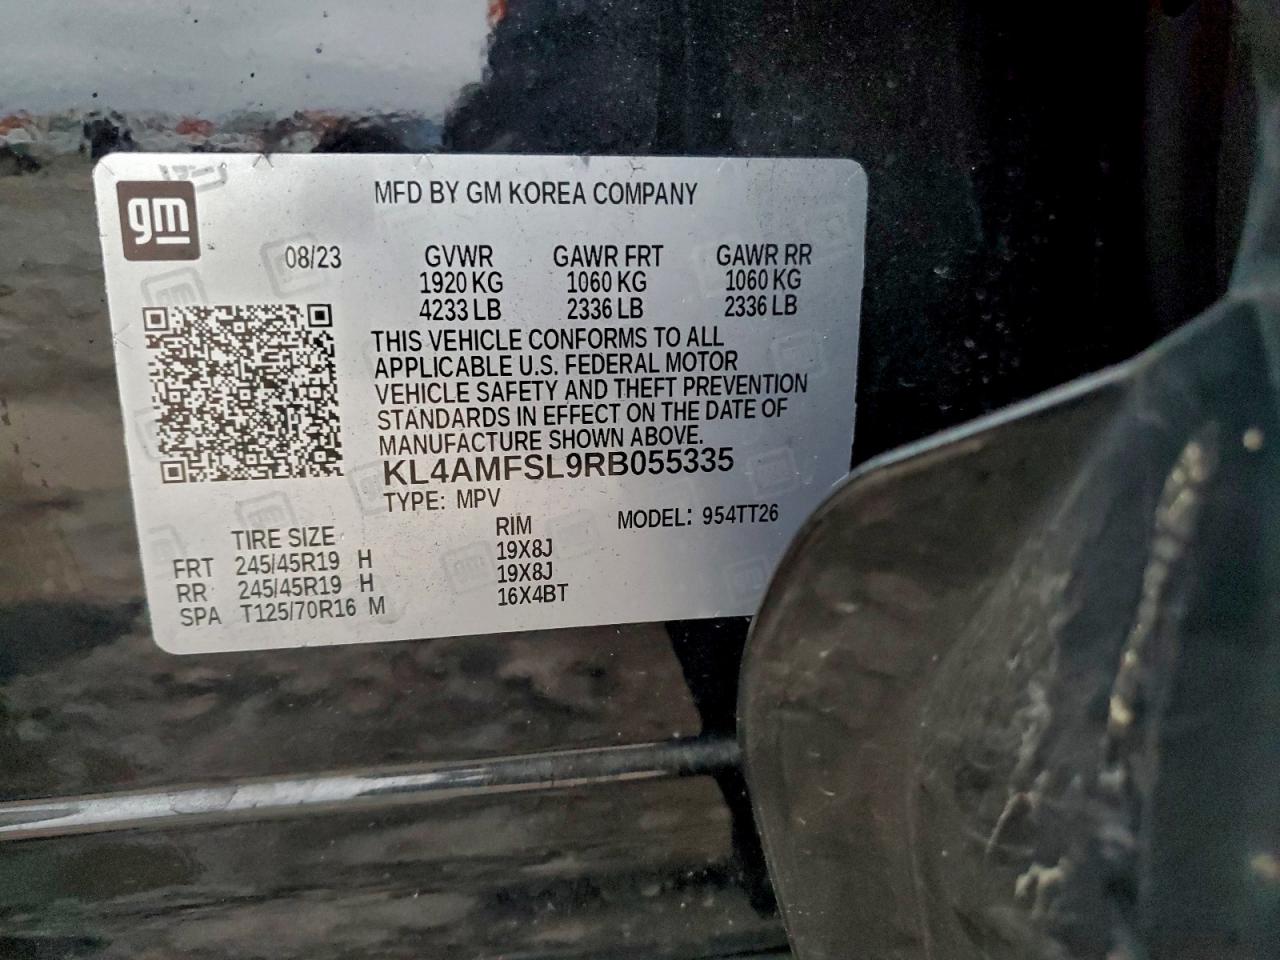 gm
MFD BY GM KOREA COMPANY
08/23 GVWR GAWR FRT GAWR RR
1920 KG 1060 KG 1060 KG
4233 LB 2336 LB 2336 LB
THIS VEHICLE CONFORMS TO ALL
APPLICABLE U.S. FEDERAL MOTOR
VEHICLE SAFETY AND THEFT PREVENTION
STANDARDS IN EFFECT ON THE DATE OF
MANUFACTURE SHOWN ABOVE.
KL4AMFSL9RB055335
TYPE: MPV
TIRE SIZE RIM MODEL: 954TT26
FRT 245/45R19 H 19X8J
RR 245/45R19 H 19X8J
SPA T125/70R16 M 16X4BT